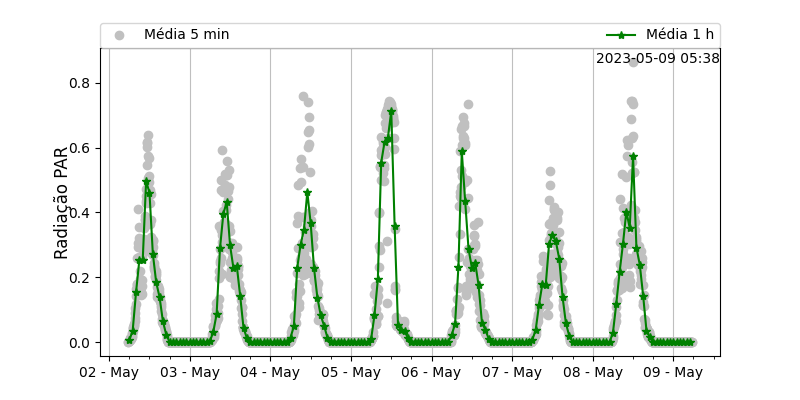 Média 5 min
Média 1 h
2023-05-09 05:38
Radiação PAR
0.8
0.6
0.4
0.2
0.0
02 - May
03 - May
04 - May
05 - May
06 - May
07 - May
08 - May
09 - May